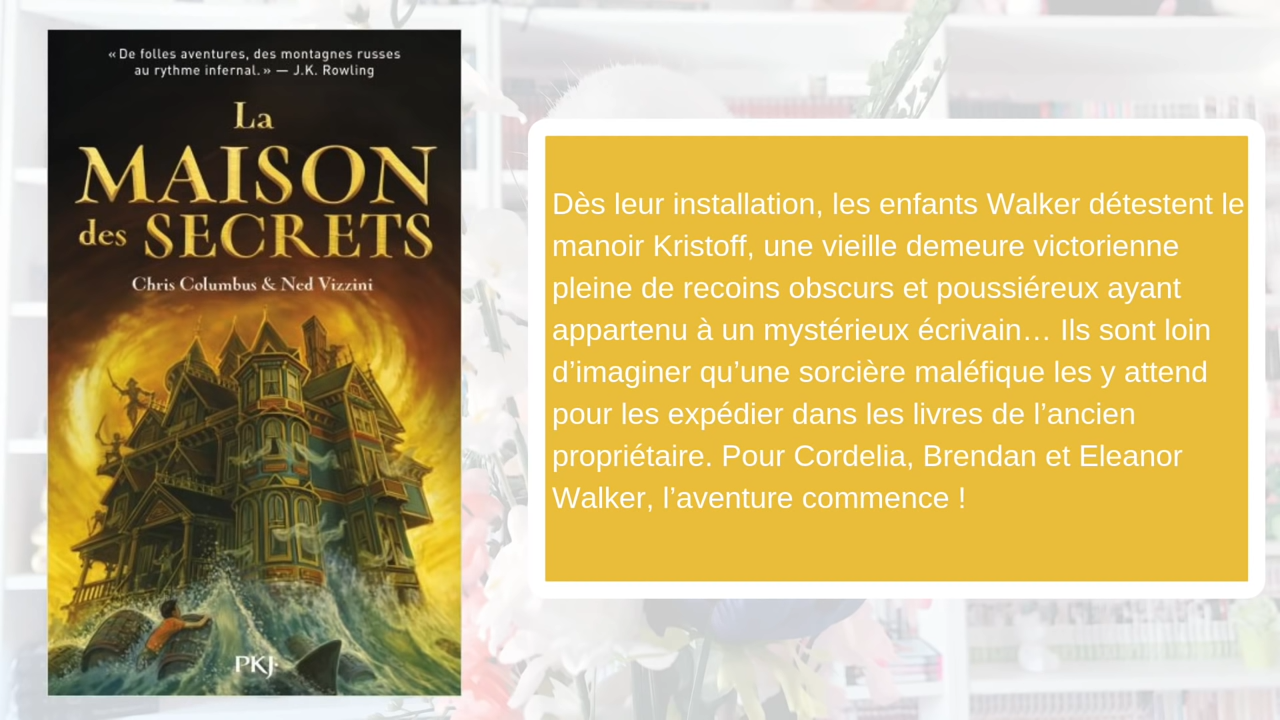 « De folles aventures, des montagnes russes
au rythme infernal. » — J.K. Rowling
La
MAISON
des SECRETS
Chris Columbus & Ned Vizzini
PKJ·
Dès leur installation, les enfants Walker détestent le
manoir Kristoff, une vieille demeure victorienne
pleine de recoins obscurs et poussiéreux ayant
appartenu à un mystérieux écrivain… Ils sont loin
d’imaginer qu’une sorcière maléfique les y attend
pour les expédier dans les livres de l’ancien
propriétaire. Pour Cordelia, Brendan et Eleanor
Walker, l’aventure commence !